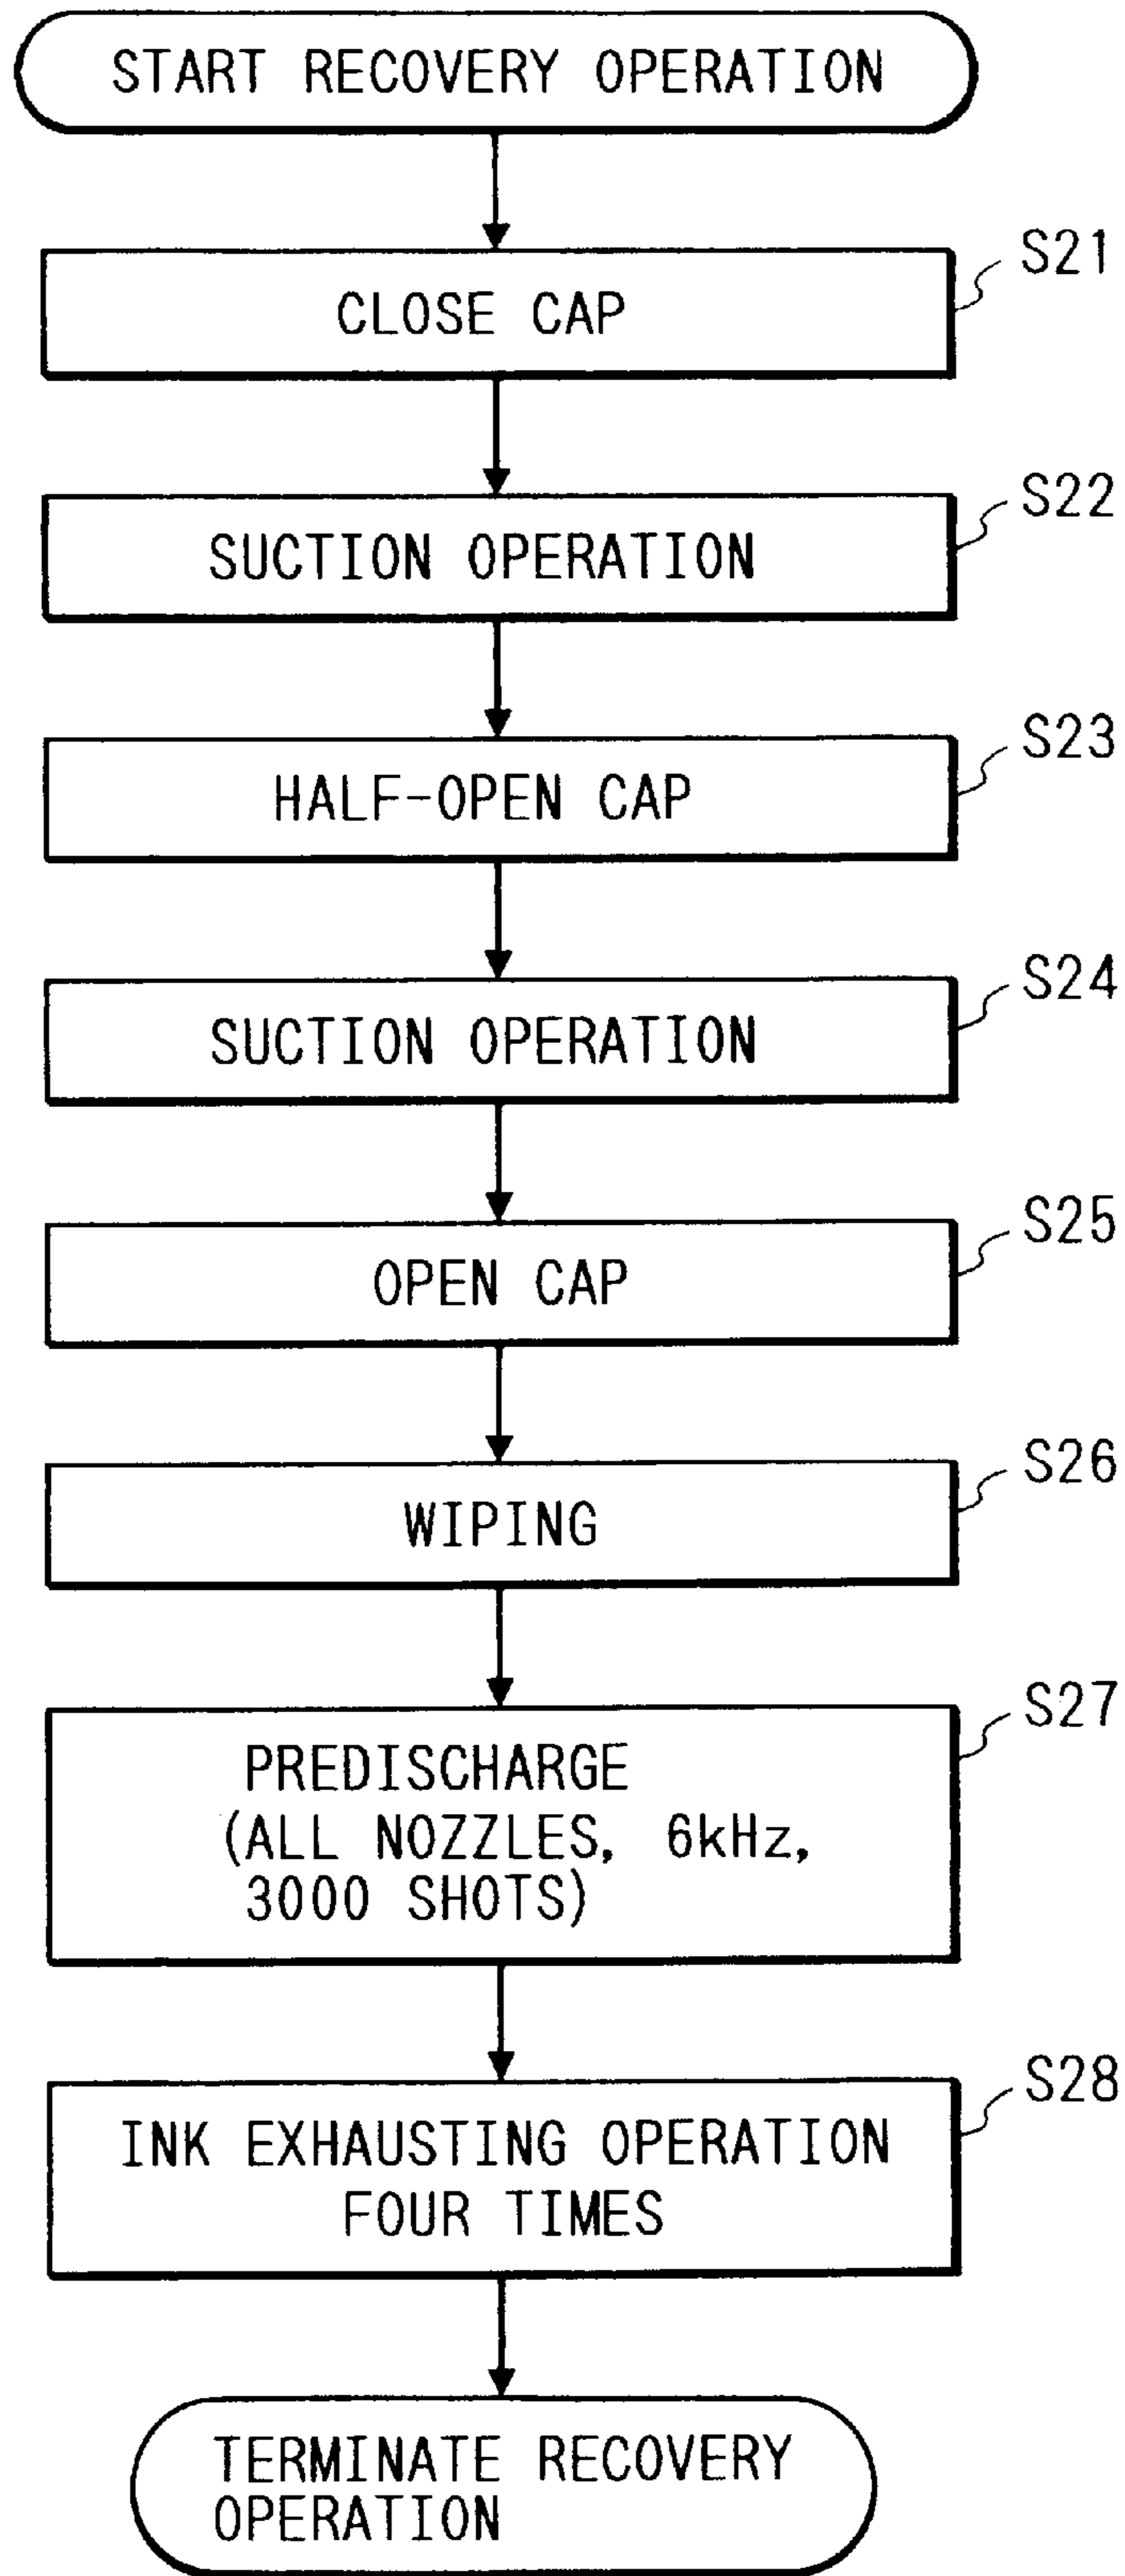 START RECOVERY OPERATION
S21
CLOSE CAP
S22
SUCTION OPERATION
S23
HALF-OPEN CAP
S24
SUCTION OPERATION
S25
OPEN CAP
S26
WIPING
S27
PREDISCHARGE
(ALL NOZZLES, 6kHz,
3000 SHOTS)
S28
INK EXHAUSTING OPERATION
FOUR TIMES
TERMINATE RECOVERY
OPERATION